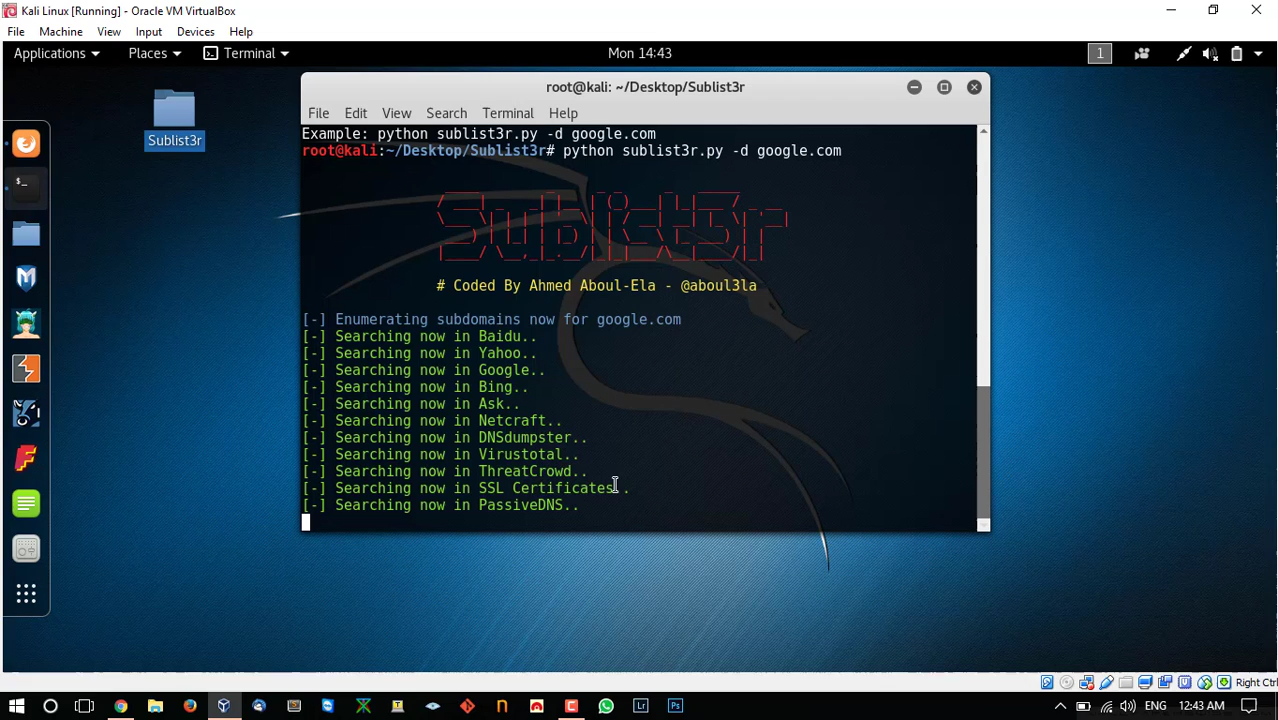 Kali Linux [Running] - Oracle VM VirtualBox
File Machine View Input Devices Help
Applications Places Terminal Mon 14:43 1
Sublist3r
root@kali: ~/Desktop/Sublist3r
File Edit View Search Terminal Help
Example: python sublist3r.py -d google.com
root@kali:~/Desktop/Sublist3r# python sublist3r.py -d google.com
Sublist3r
# Coded By Ahmed Aboul-Ela - @aboul3la
[-] Enumerating subdomains now for google.com
[-] Searching now in Baidu..
[-] Searching now in Yahoo..
[-] Searching now in Google..
[-] Searching now in Bing..
[-] Searching now in Ask..
[-] Searching now in Netcraft..
[-] Searching now in DNSdumpster..
[-] Searching now in Virustotal..
[-] Searching now in ThreatCrowd..
[-] Searching now in SSL Certificates..
[-] Searching now in PassiveDNS..
Right Ctrl
ENG 12:43 AM